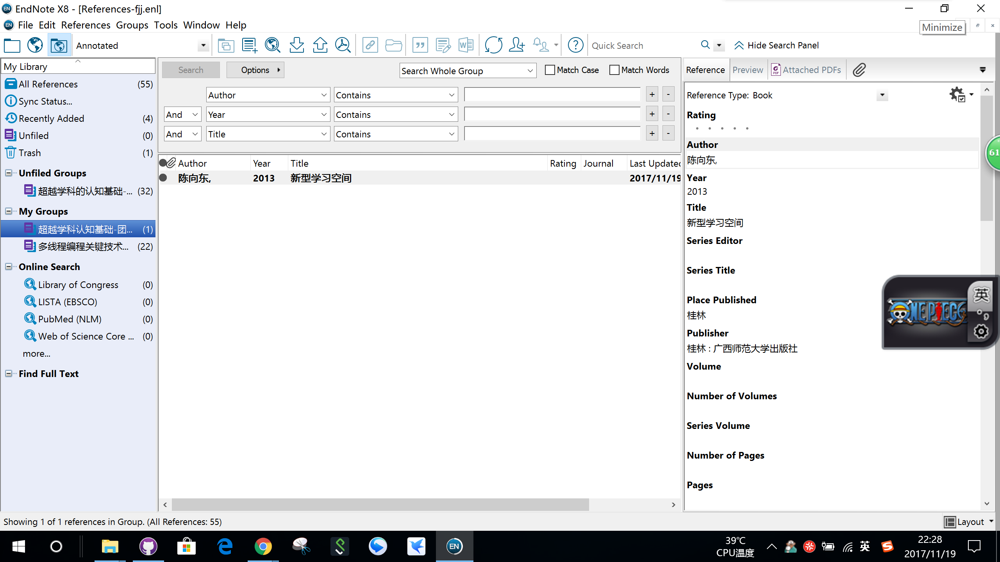 EndNote X8 - [References-fjj.enl]
File Edit References Groups Tools Window Help
Minimize
Annotated
Quick Search
Hide Search Panel
My Library
All References (55)
Sync Status...
Recently Added (4)
Unfiled (0)
Trash (1)
Unfiled Groups
超越学科的认知基础-... (32)
My Groups
超越学科认知基础-团... (1)
多线程编程关键技术... (22)
Online Search
Library of Congress (0)
LISTA (EBSCO) (0)
PubMed (NLM) (0)
Web of Science Core ... (0)
more...
Find Full Text
Search Options Search Whole Group Match Case Match Words
Author Contains + -
And Year Contains + -
And Title Contains + -
Author Year Title Rating Journal Last Updated
陈向东, 2013 新型学习空间 2017/11/19
Reference Preview Attached PDFs
Reference Type: Book
Rating
Author
陈向东,
Year
2013
Title
新型学习空间
Series Editor
Series Title
Place Published
桂林
Publisher
桂林 : 广西师范大学出版社
Volume
Number of Volumes
Series Volume
Number of Pages
Pages
61
ONE PIECE
英
Showing 1 of 1 references in Group. (All References: 55)
Layout
EN
39℃
CPU温度
英
22:28
2017/11/19